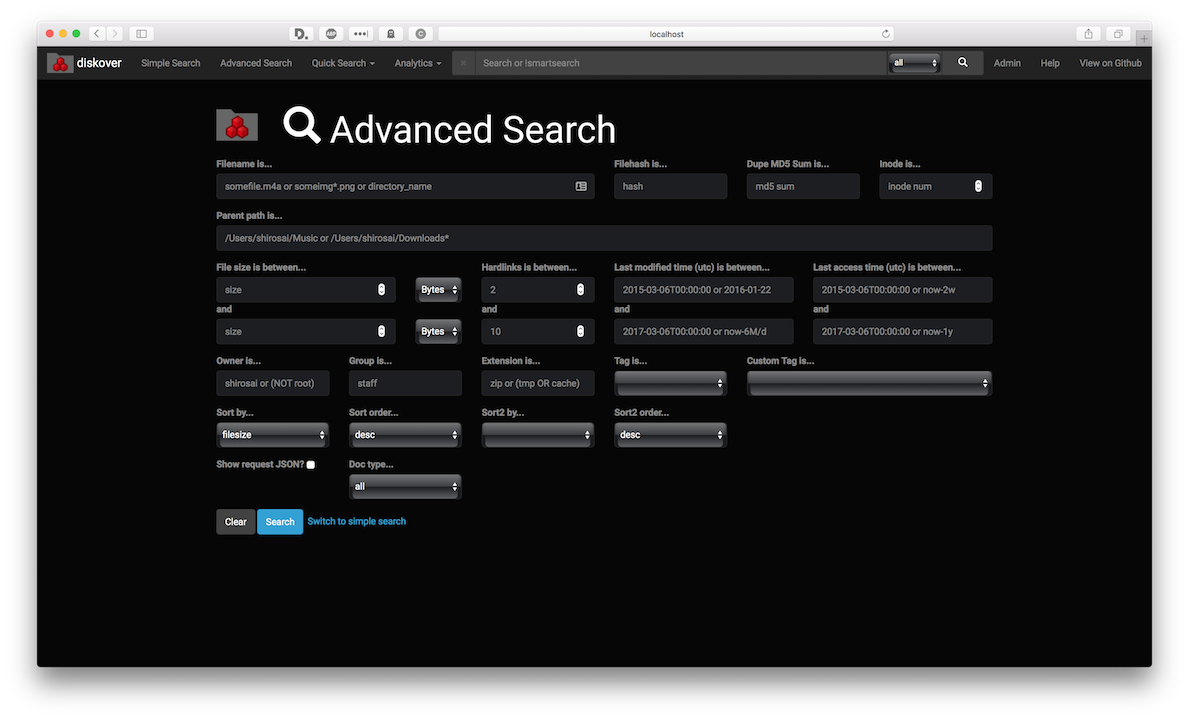 D. ABP C localhost
diskover Simple Search Advanced Search Quick Search Analytics × Search or !smartsearch all Admin Help View on Github
Advanced Search
Filename is... Filehash is... Dupe MD5 Sum is... Inode is...
somefile.m4a or someimg*.png or directory_name hash md5 sum inode num
Parent path is...
/Users/shirosai/Music or /Users/shirosai/Downloads*
File size is between... Hardlinks is between... Last modified time (utc) is between... Last access time (utc) is between...
size Bytes 2 2015-03-06T00:00:00 or 2016-01-22 2015-03-06T00:00:00 or now-2w
and and and and
size Bytes 10 2017-03-06T00:00:00 or now-6M/d 2017-03-06T00:00:00 or now-1y
Owner is... Group is... Extension is... Tag is... Custom Tag is...
shirosai or (NOT root) staff zip or (tmp OR cache)
Sort by... Sort order... Sort2 by... Sort2 order...
filesize desc desc
Show request JSON? Doc type...
all
Clear Search Switch to simple search